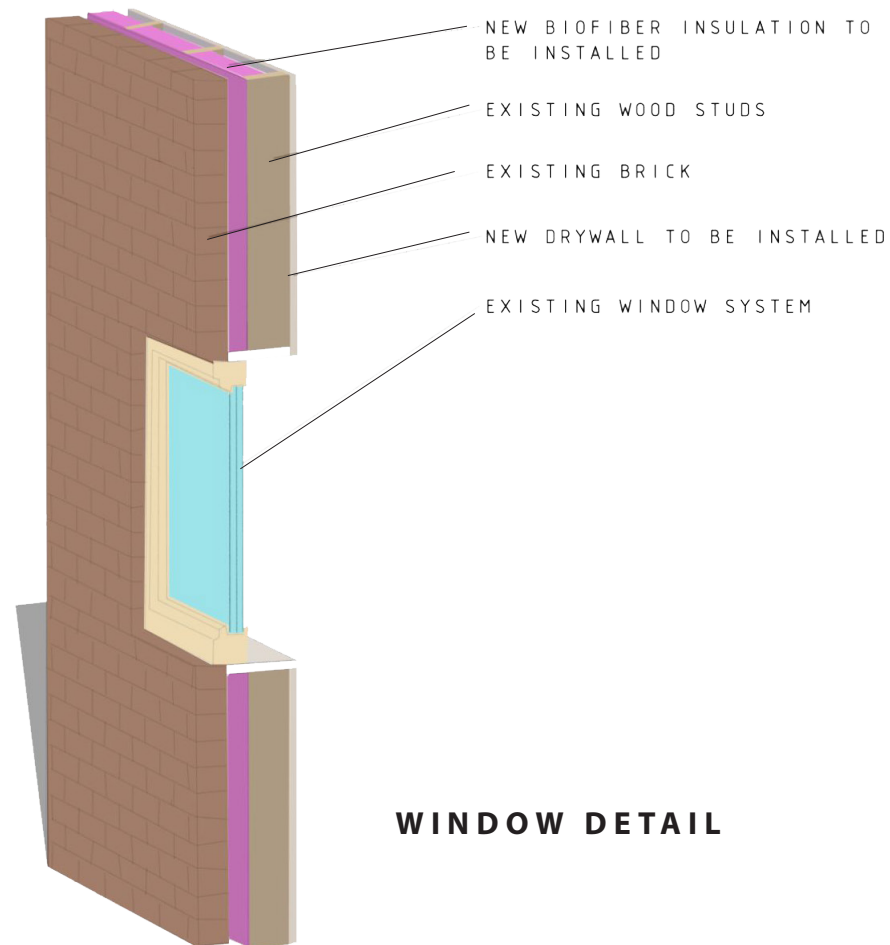 NEW BIOFIBER INSULATION TO
BE INSTALLED
EXISTING WOOD STUDS
EXISTING BRICK
NEW DRYWALL TO BE INSTALLED
EXISTING WINDOW SYSTEM
WINDOW DETAIL